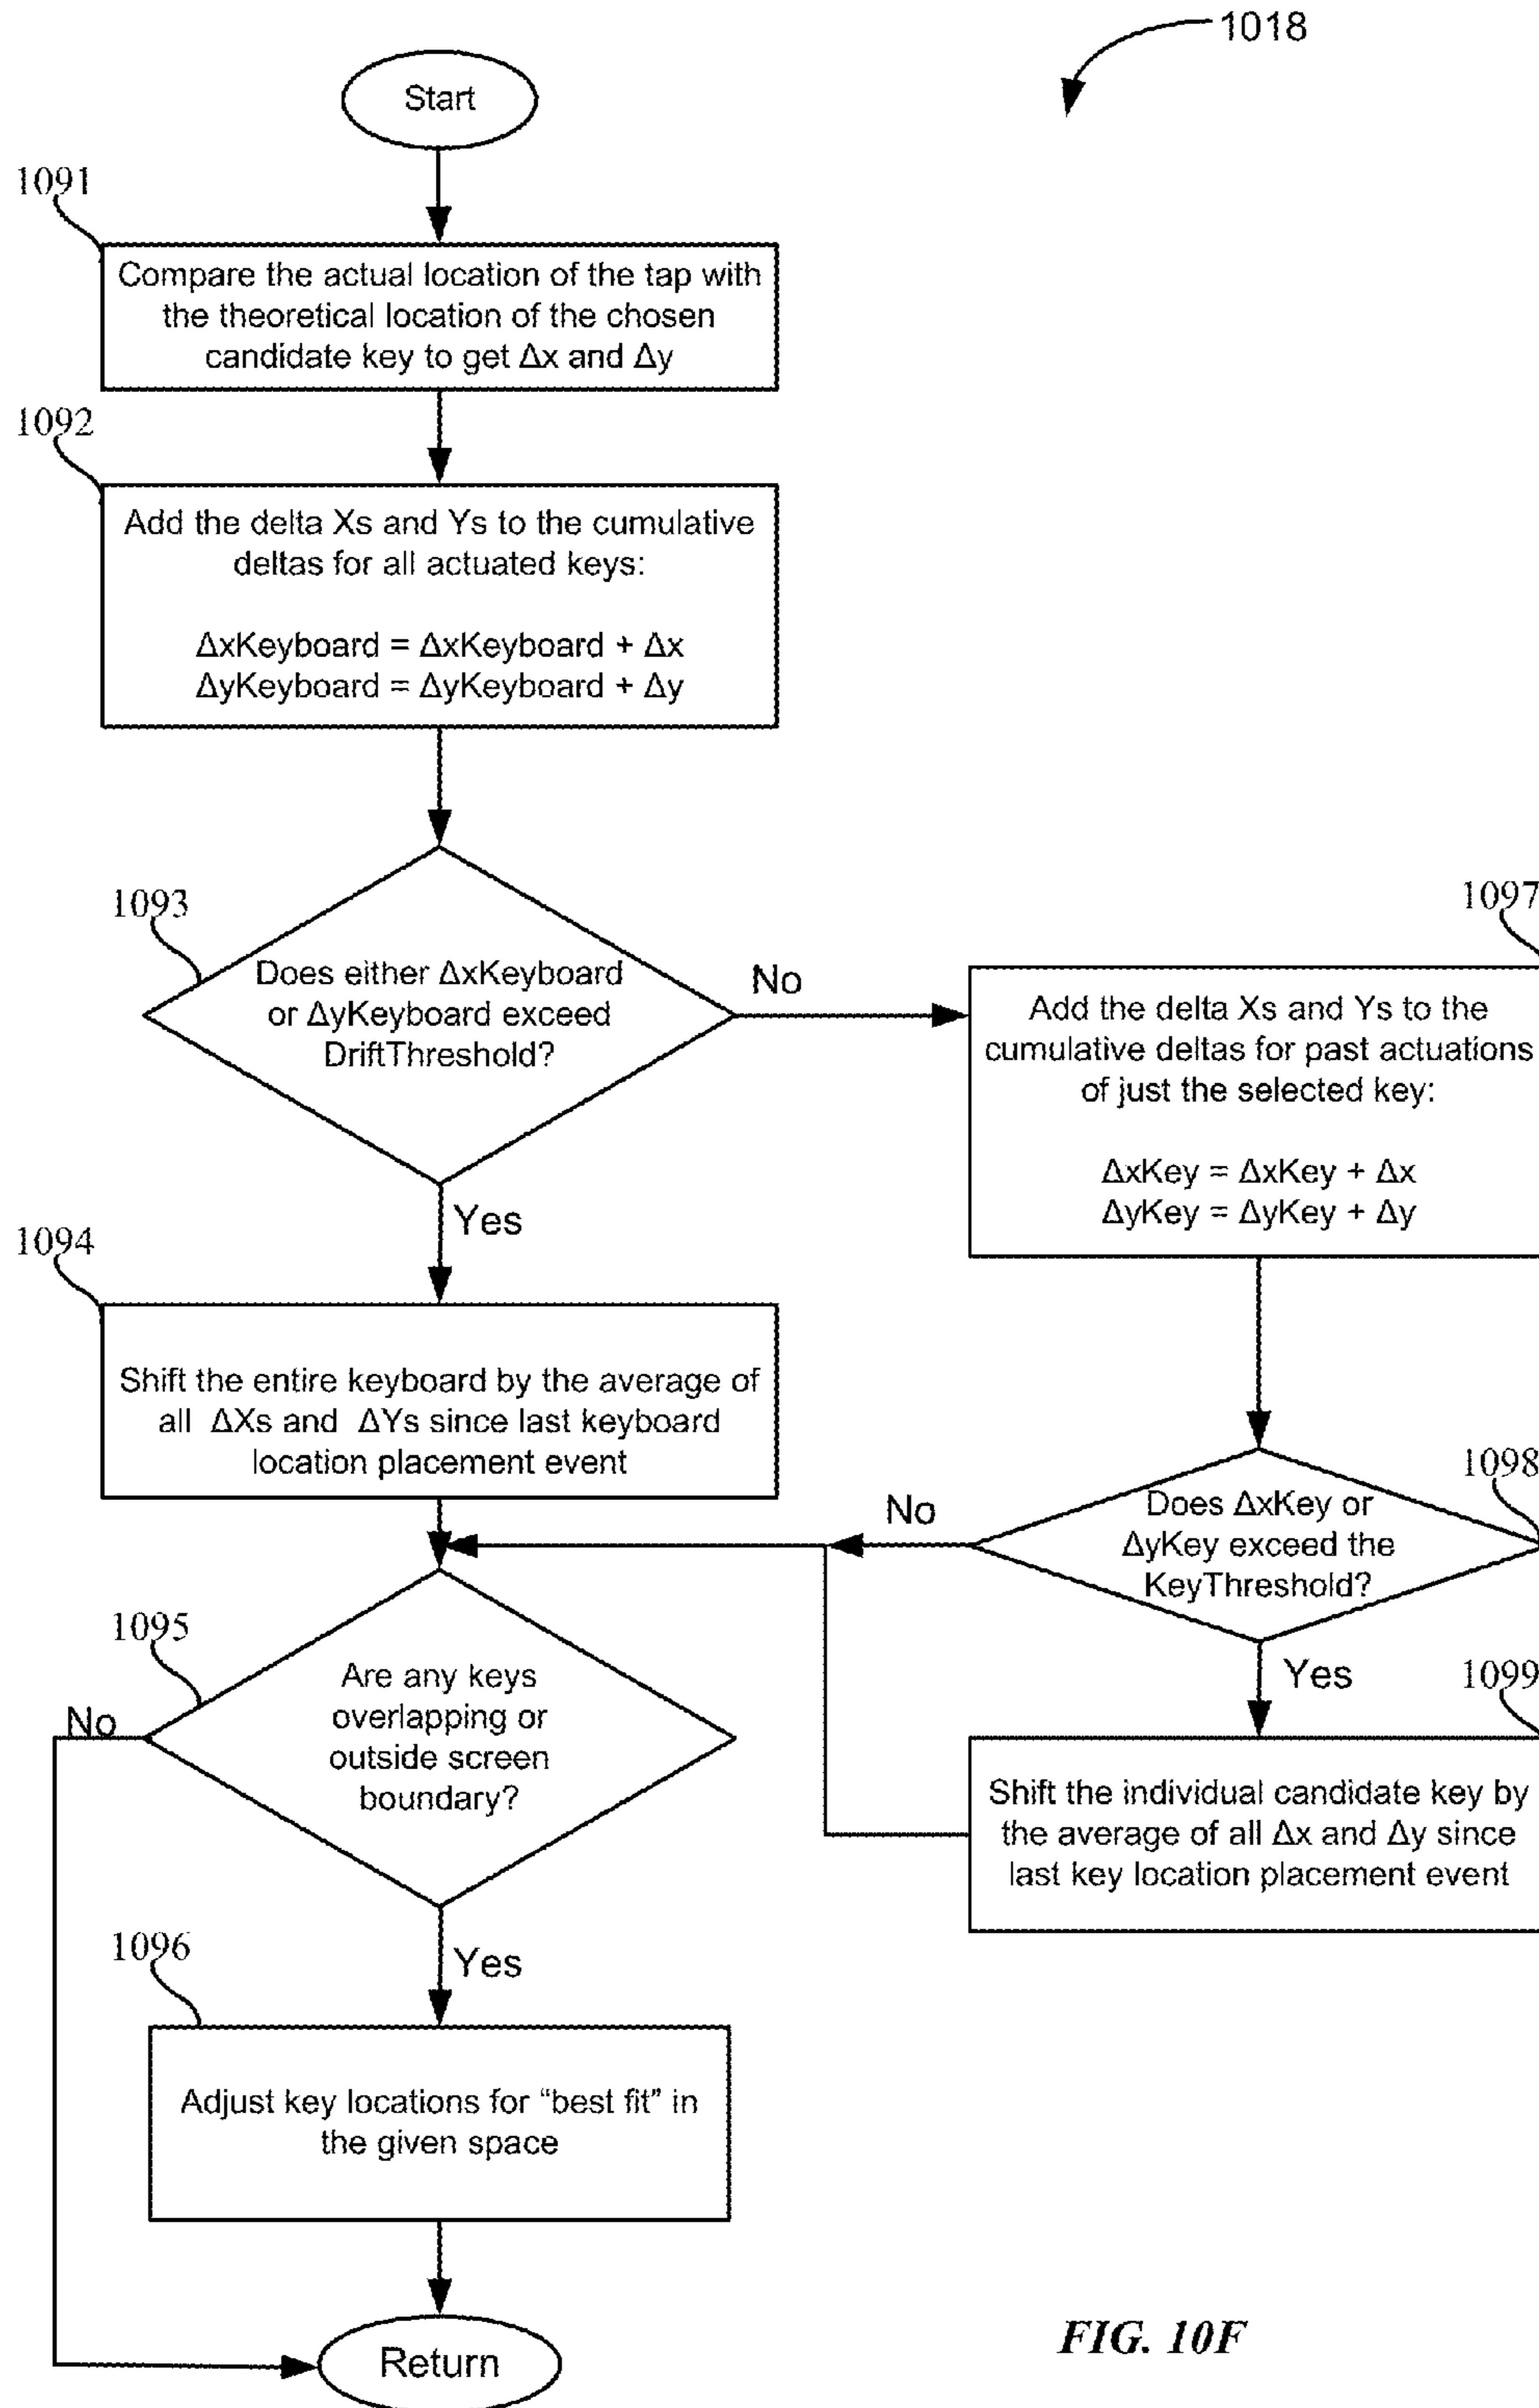 1018
Start
1091
Compare the actual location of the tap with
the theoretical location of the chosen
candidate key to get Δx and Δy
1092
Add the delta Xs and Ys to the cumulative
deltas for all actuated keys:
ΔxKeyboard = ΔxKeyboard + Δx
ΔyKeyboard = ΔyKeyboard + Δy
1093
Does either ΔxKeyboard
or ΔyKeyboard exceed
DriftThreshold?
No
Yes
1097
Add the delta Xs and Ys to the
cumulative deltas for past actuations
of just the selected key:
ΔxKey = ΔxKey + Δx
ΔyKey = ΔyKey + Δy
1094
Shift the entire keyboard by the average of
all ΔXs and ΔYs since last keyboard
location placement event
1098
Does ΔxKey or
ΔyKey exceed the
KeyThreshold?
No
Yes
1099
Shift the individual candidate key by
the average of all Δx and Δy since
last key location placement event
1095
Are any keys
overlapping or
outside screen
boundary?
No
Yes
1096
Adjust key locations for “best fit” in
the given space
Return
FIG. 10F